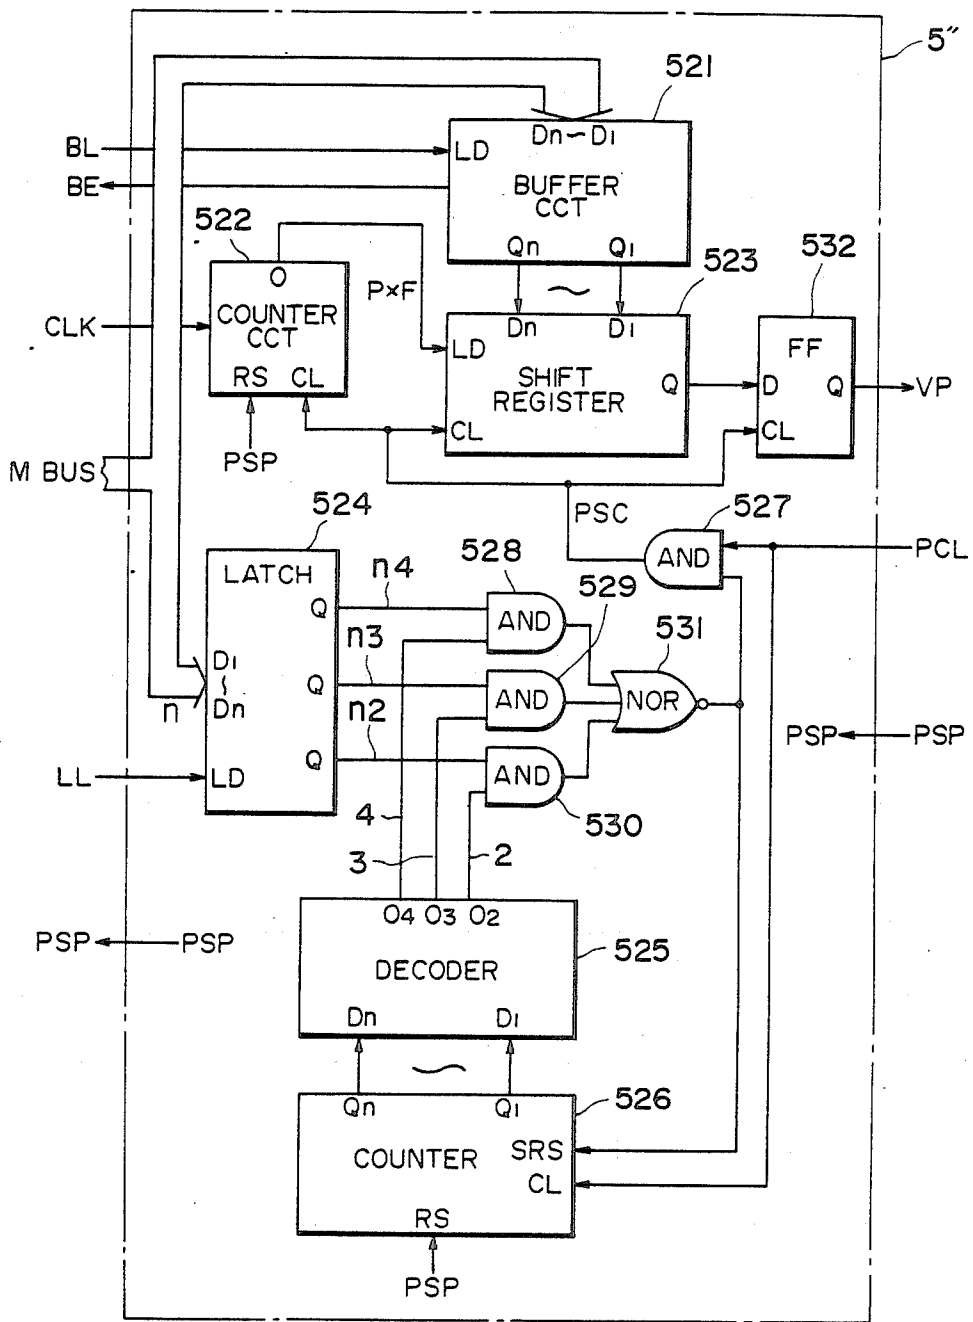 5"
521
Dn ~ D1
BL
LD
BE
BUFFER
CCT
522
Qn Q1
523
532
O
P×F
~
CLK
COUNTER
CCT
Dn D1
LD
FF
SHIFT
REGISTER
Q
D
Q
VP
RS CL
CL
CL
PSP
M BUS
PSC
527
524
528
AND
PCL
LATCH
n4
529
Q
AND
531
n3
D1
~
Dn
Q
AND
NOR
n
n2
PSP
PSP
Q
AND
LL
LD
530
4
3
2
O4 O3 O2
PSP
PSP
525
DECODER
Dn D1
~
Qn Q1
526
SRS
COUNTER
CL
RS
PSP